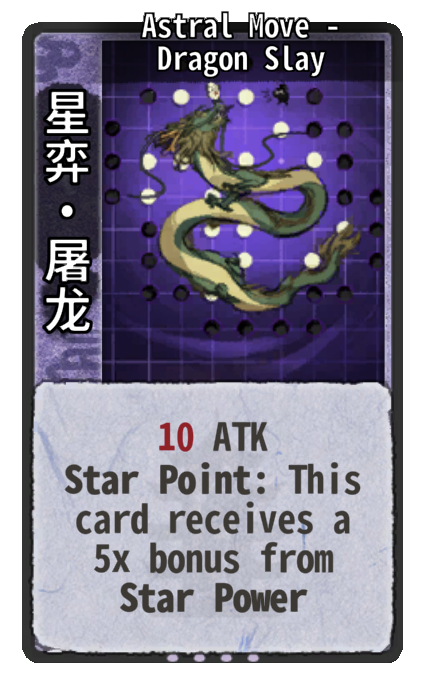 Astral Move -
Dragon Slay
星弈・屠龙
10 ATK
Star Point: This
card receives a
5x bonus from
Star Power